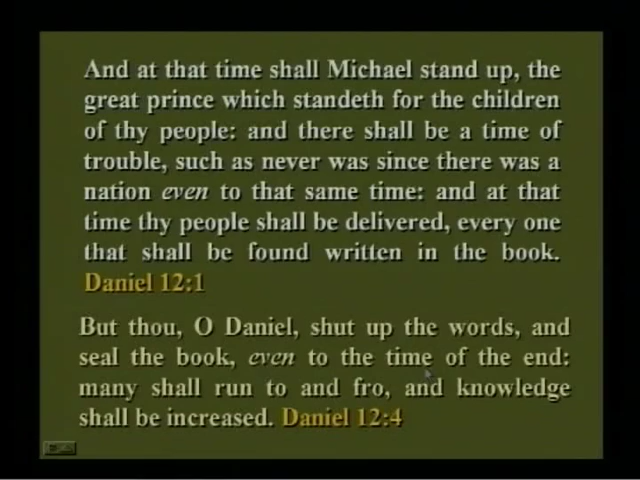 And at that time shall Michael stand up, the
great prince which standeth for the children
of thy people: and there shall be a time of
trouble, such as never was since there was a
nation even to that same time: and at that
time thy people shall be delivered, every one
that shall be found written in the book.
Daniel 12:1
But thou, O Daniel, shut up the words, and
seal the book, even to the time of the end:
many shall run to and fro, and knowledge
shall be increased. Daniel 12:4